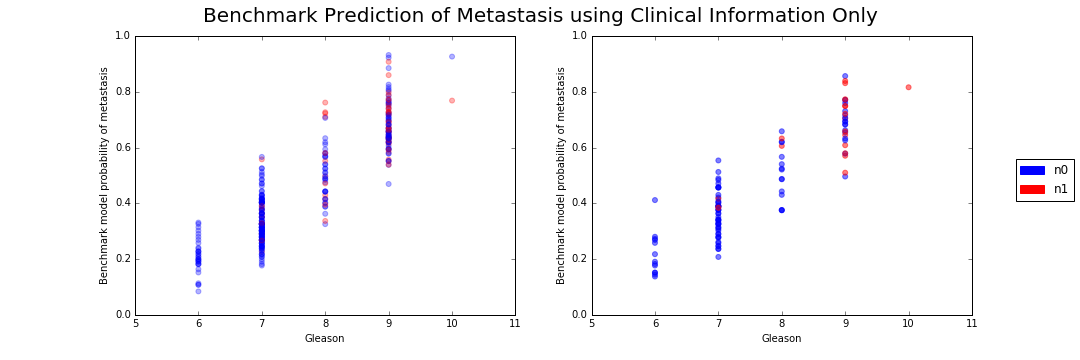 Benchmark Prediction of Metastasis using Clinical Information Only
Benchmark model probability of metastasis
1.0
0.8
0.6
0.4
0.2
0.0
5 6 7 8 9 10 11
Gleason
Benchmark model probability of metastasis
1.0
0.8
0.6
0.4
0.2
0.0
5 6 7 8 9 10 11
Gleason
n0
n1